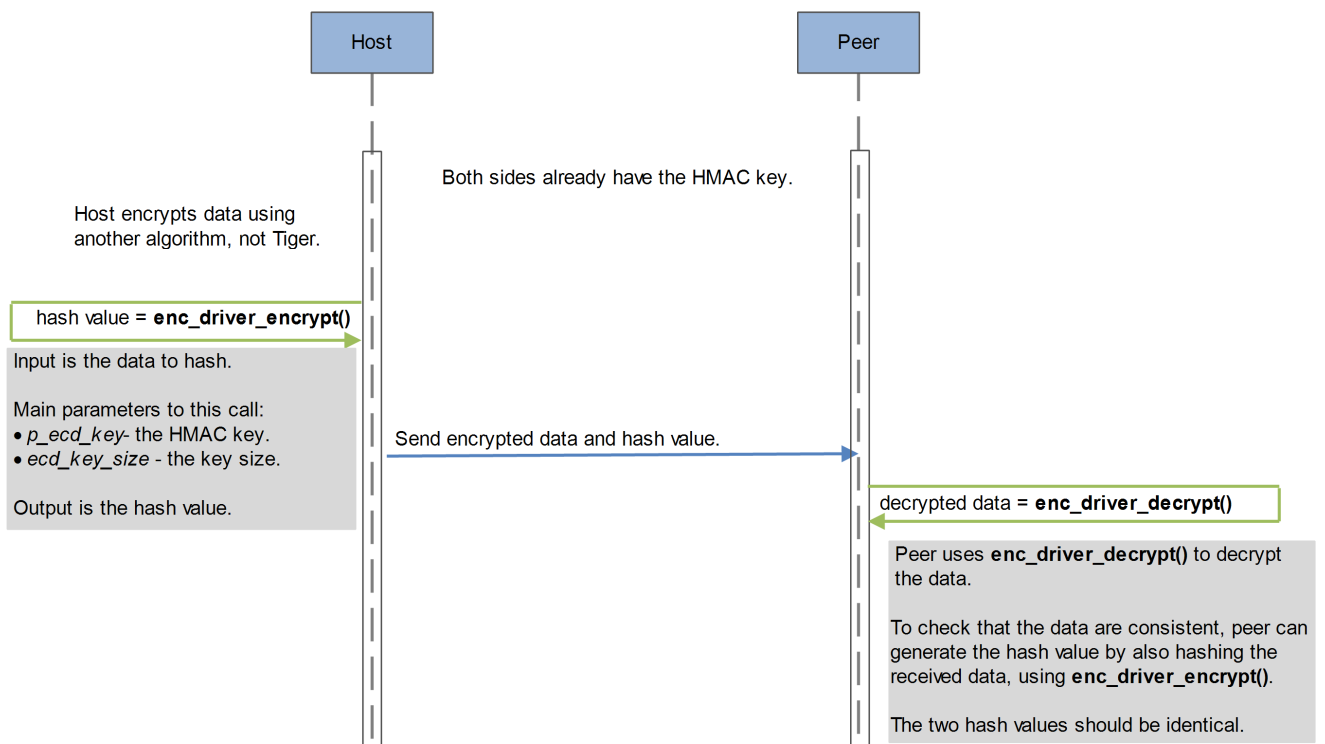 Host
Peer
Both sides already have the HMAC key.
Host encrypts data using
another algorithm, not Tiger.
hash value = enc_driver_encrypt()
Input is the data to hash.
Main parameters to this call:
• p_ecd_key- the HMAC key.
• ecd_key_size - the key size.
Output is the hash value.
Send encrypted data and hash value.
decrypted data = enc_driver_decrypt()
Peer uses enc_driver_decrypt() to decrypt
the data.
To check that the data are consistent, peer can
generate the hash value by also hashing the
received data, using enc_driver_encrypt().
The two hash values should be identical.